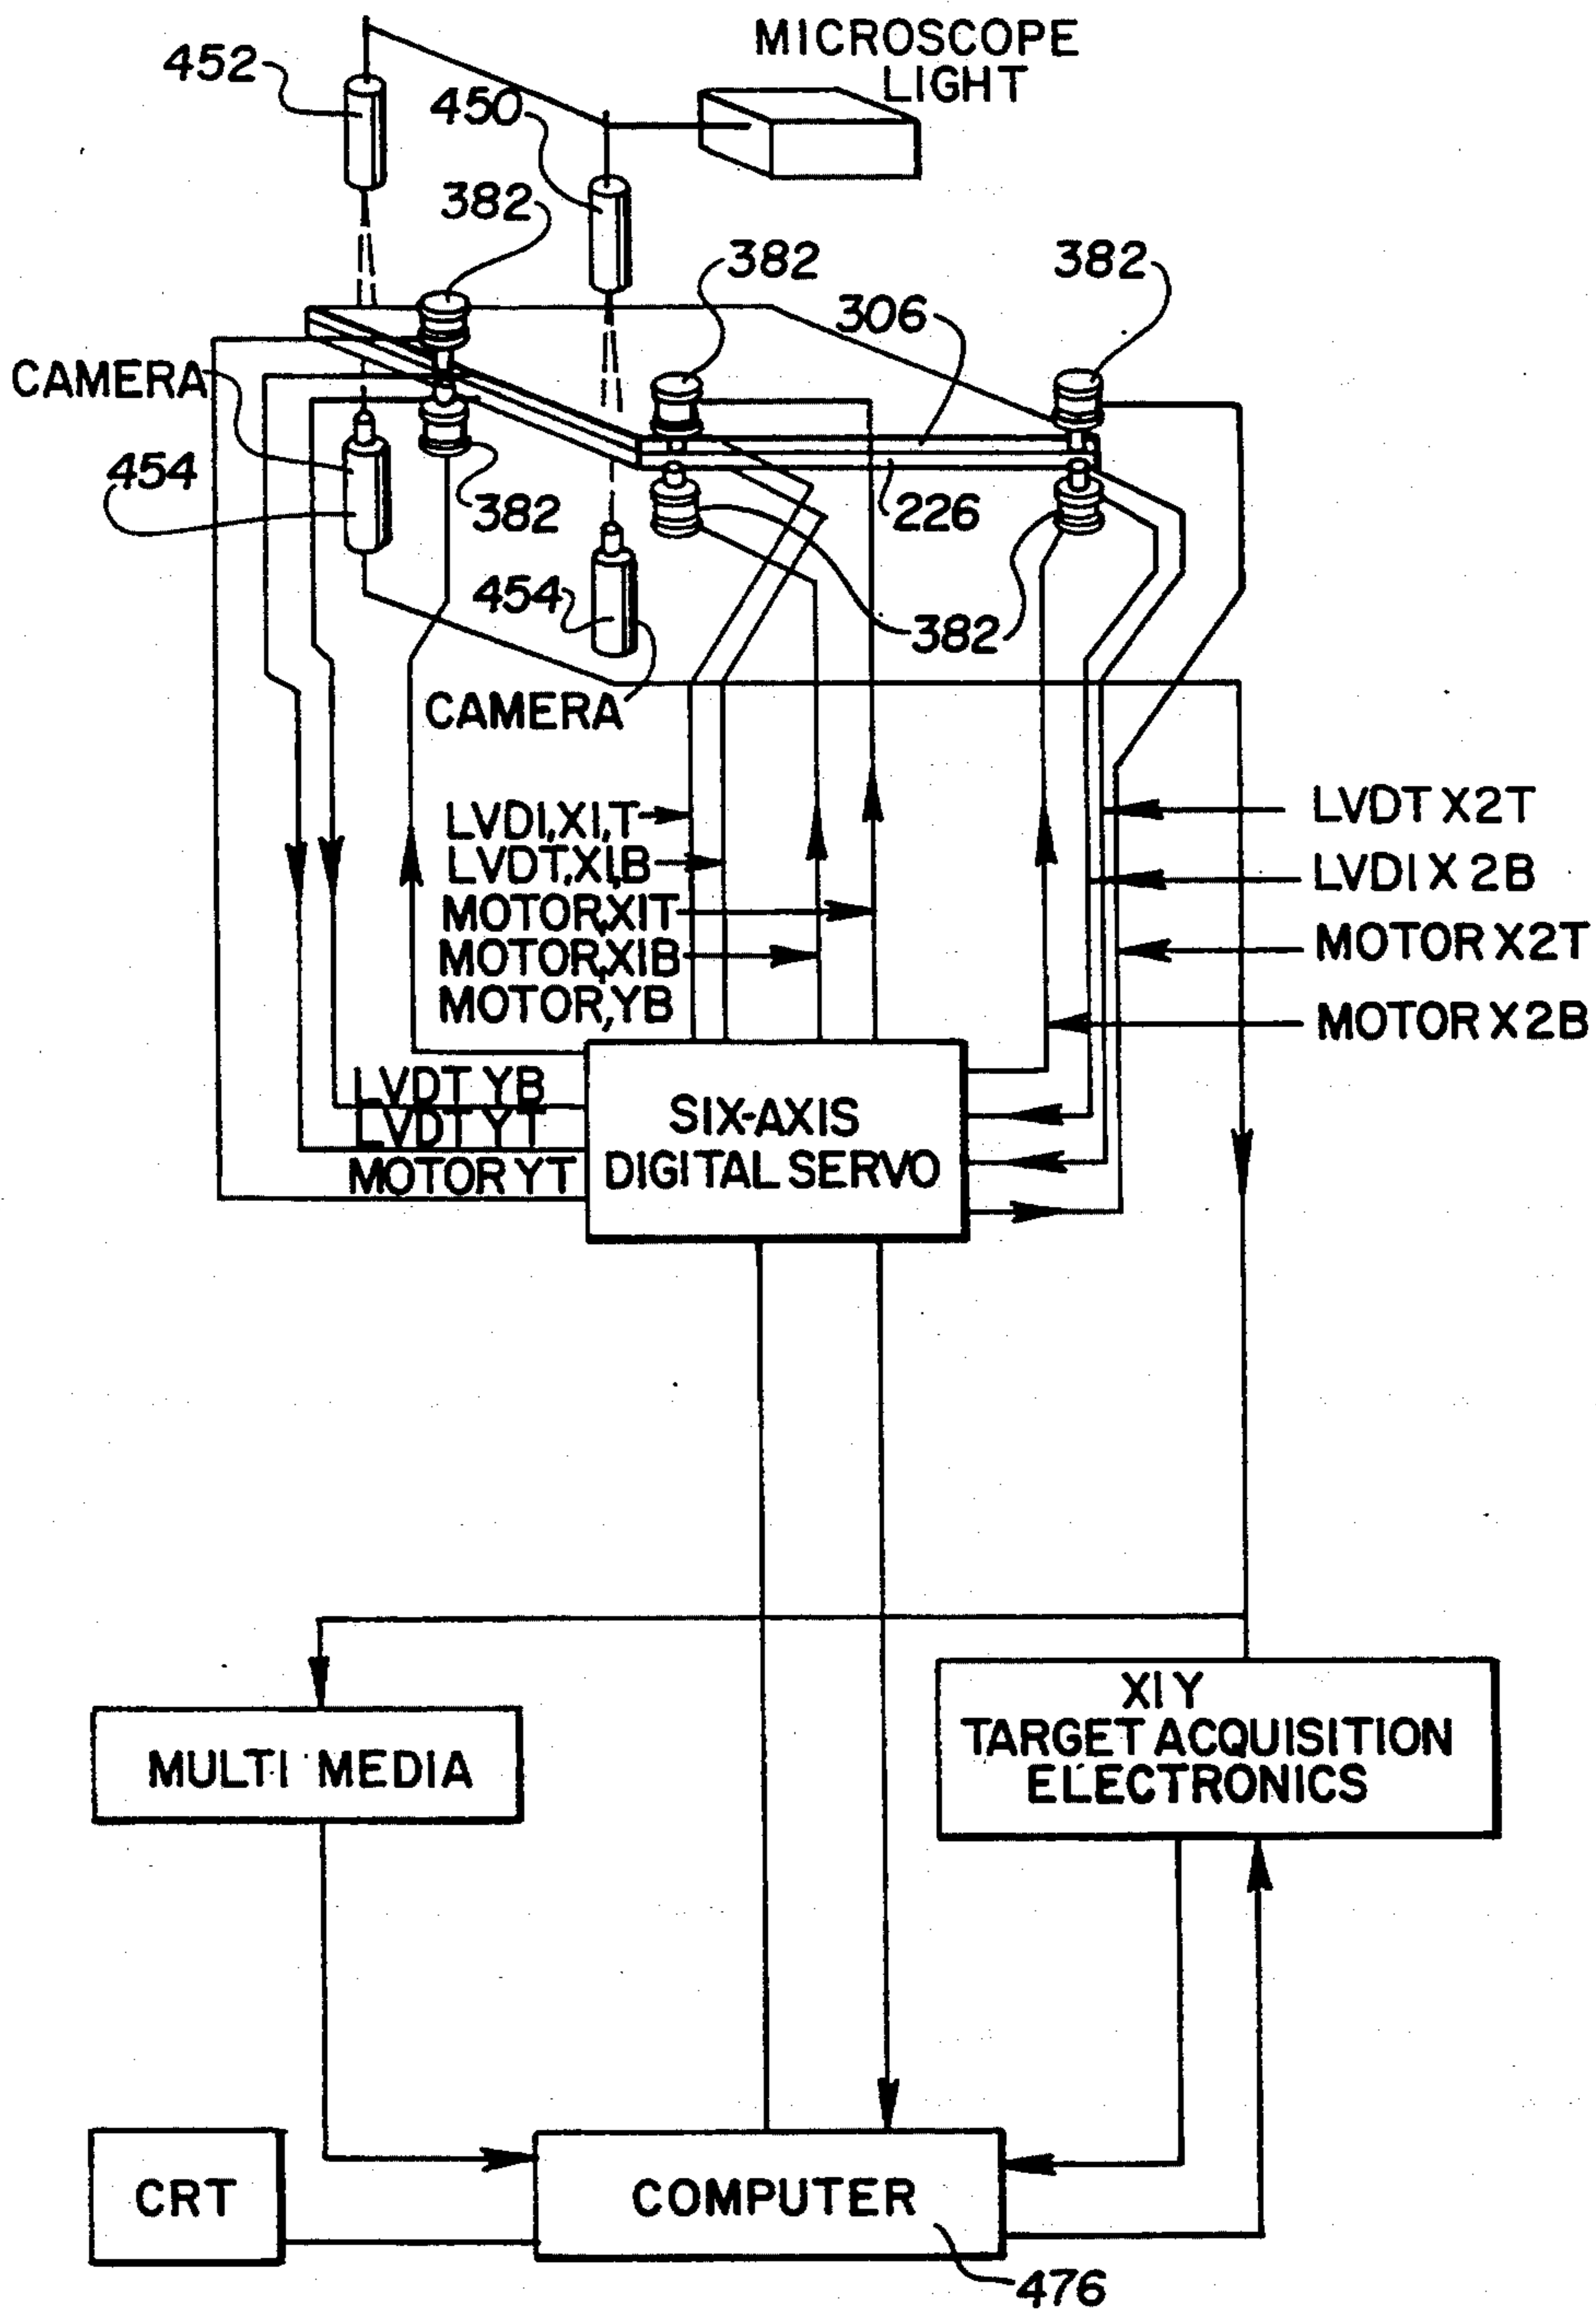 MICROSCOPE
LIGHT
452
450
382
382
382
306
CAMERA
454
382
226
454
382
CAMERA
LVDI,XI,T
LVDT,XI,B
MOTOR,XIT
MOTOR,XIB
MOTOR,YB
LVDT X2T
LVDI X 2B
MOTOR X2T
MOTOR X2B
LVDT YB
LVDT YT
MOTOR YT
SIX-AXIS
DIGITAL SERVO
XI Y
TARGET ACQUISITION
ELECTRONICS
MULTI MEDIA
CRT
COMPUTER
476